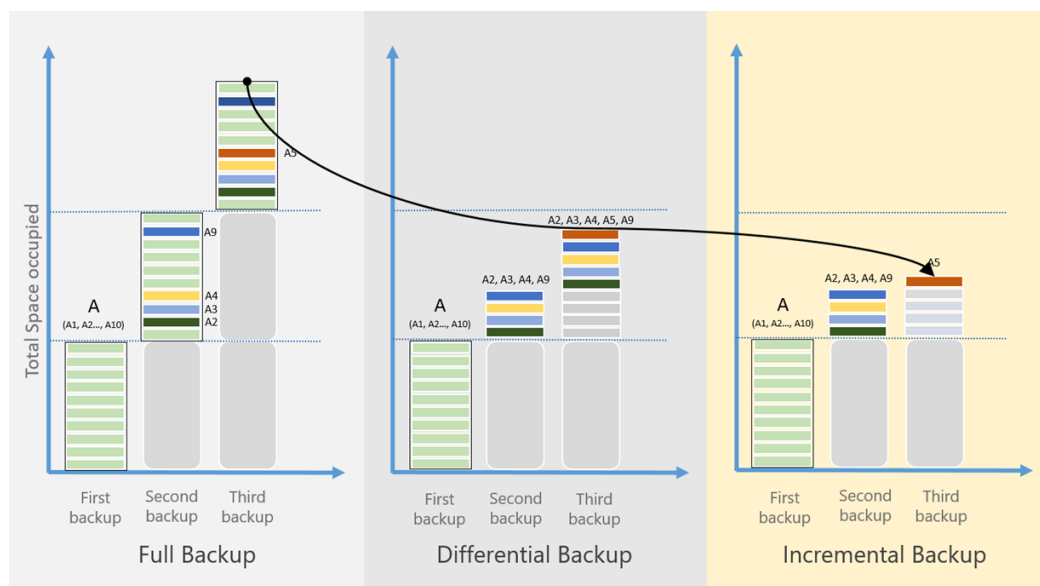 Total Space occupied
A5
A9
A4
A3
A2
A
(A1, A2..., A10)
First
backup
Second
backup
Third
backup
Full Backup
A2, A3, A4, A5, A9
A2, A3, A4, A9
A
(A1, A2..., A10)
First
backup
Second
backup
Third
backup
Differential Backup
A5
A2, A3, A4, A9
A
(A1, A2..., A10)
First
backup
Second
backup
Third
backup
Incremental Backup